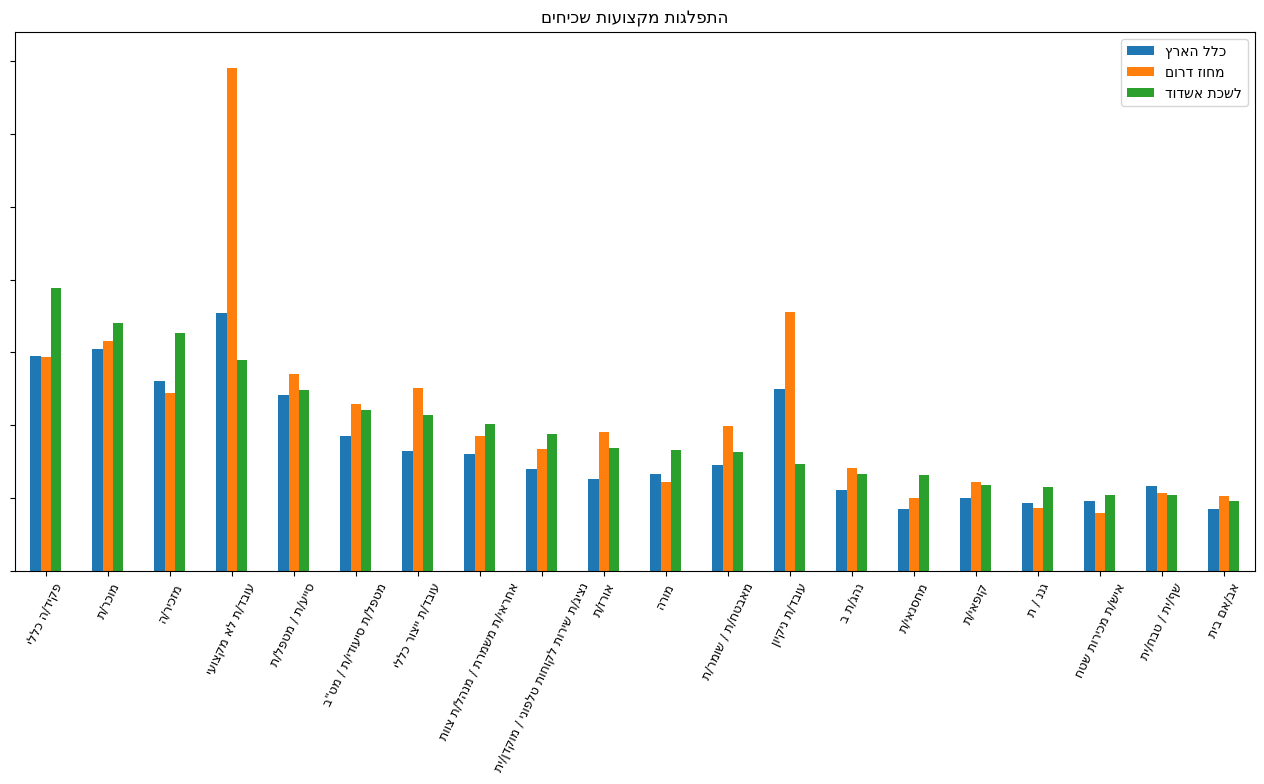 התפלגות מקצועות שכיחים
כלל הארץ
מחוז דרום
לשכת אשדוד
פקיד/ה כללי
מוכר/ת
מזכיר/ה
עובד/ת לא מקצועי
סייע/ת / מטפל/ת
מטפל/ת סיעודי/ת / מט"ב
עובד/ת ייצור כללי
אחראי/ת משמרת / מנהל/ת צוות
נציג/ת שירות לקוחות טלפוני / מוקדן/ית
אורז/ת
מורה
מאבטח/ת / שומר/ת
עובד/ת ניקיון
נהג/ת ב
מחסנאי/ת
קופאי/ת
גננ / ת
איש/ת מכירות שטח
שף/ית / טבח/ית
אב/אם בית